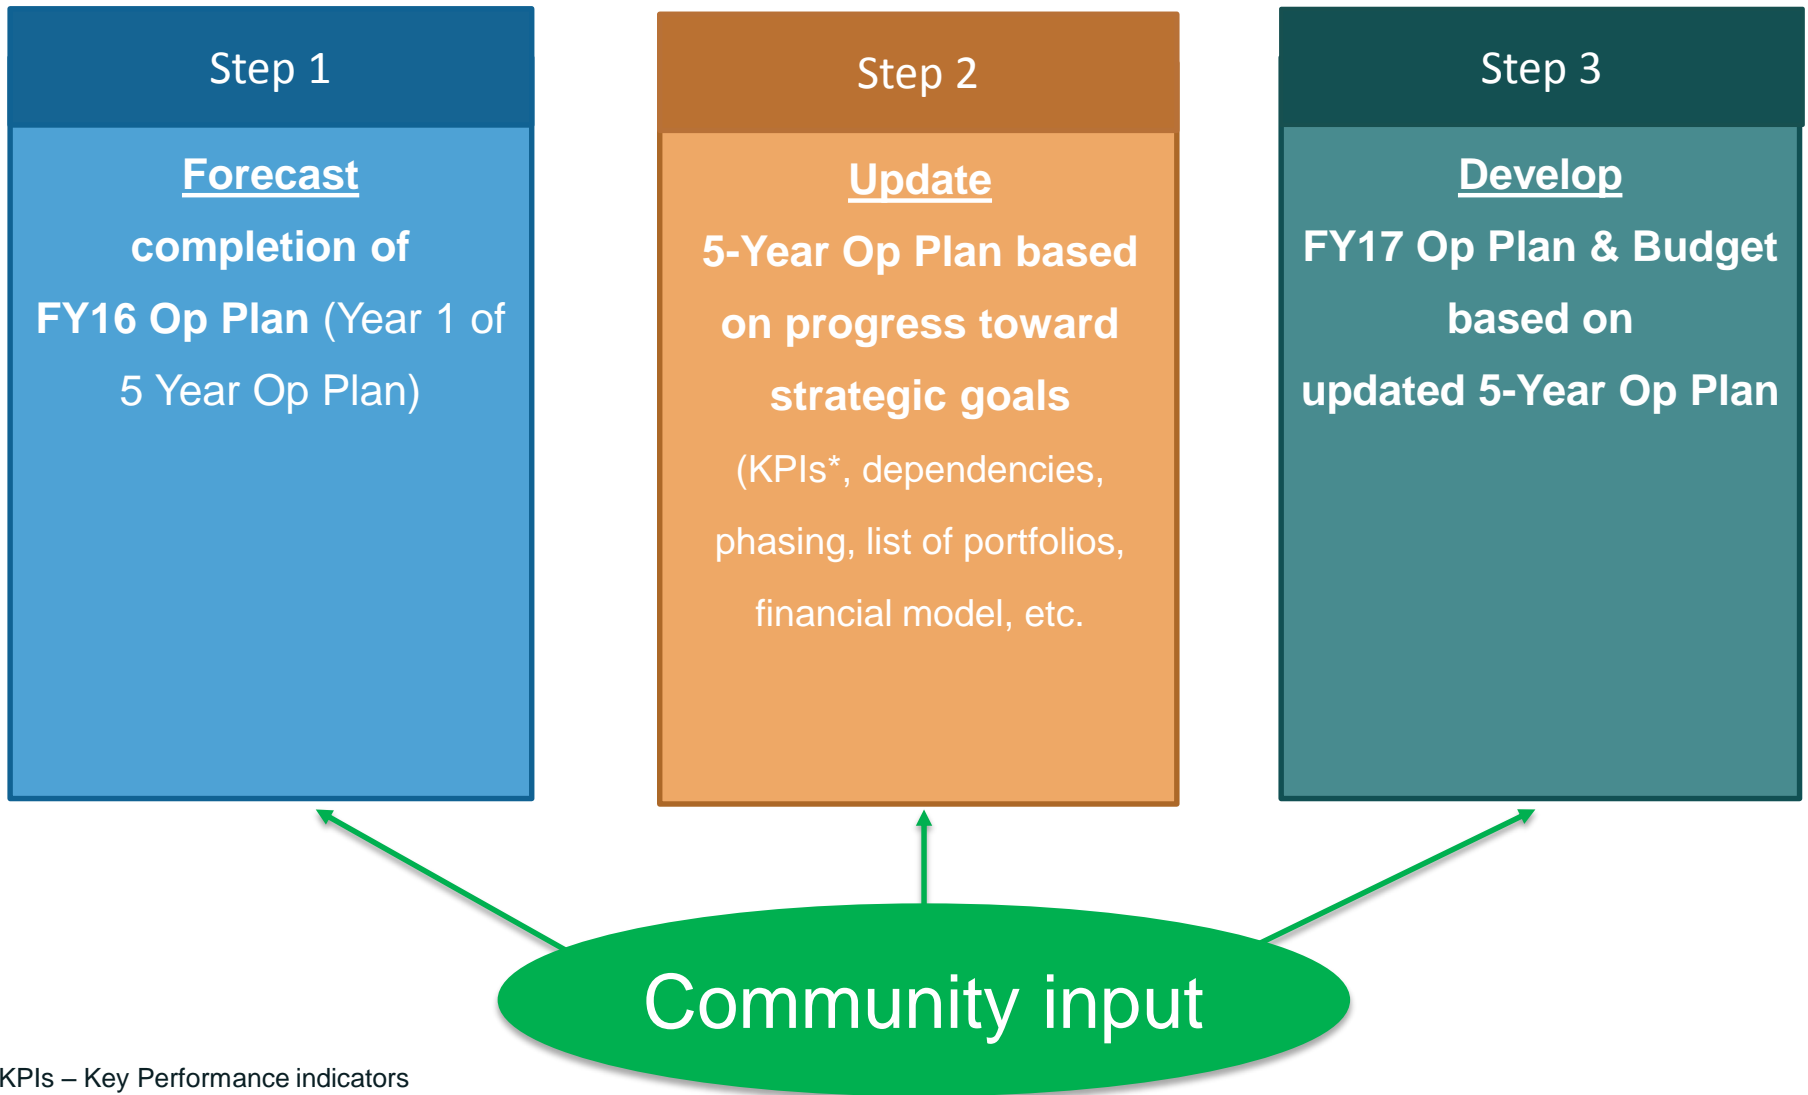 Step 1
Forecast
completion of
FY16 Op Plan (Year 1 of
5 Year Op Plan)
Step 2
Update
5-Year Op Plan based
on progress toward
strategic goals
(KPIs*, dependencies,
phasing, list of portfolios,
financial model, etc.
Step 3
Develop
FY17 Op Plan & Budget
based on
updated 5-Year Op Plan
Community input
KPIs – Key Performance indicators